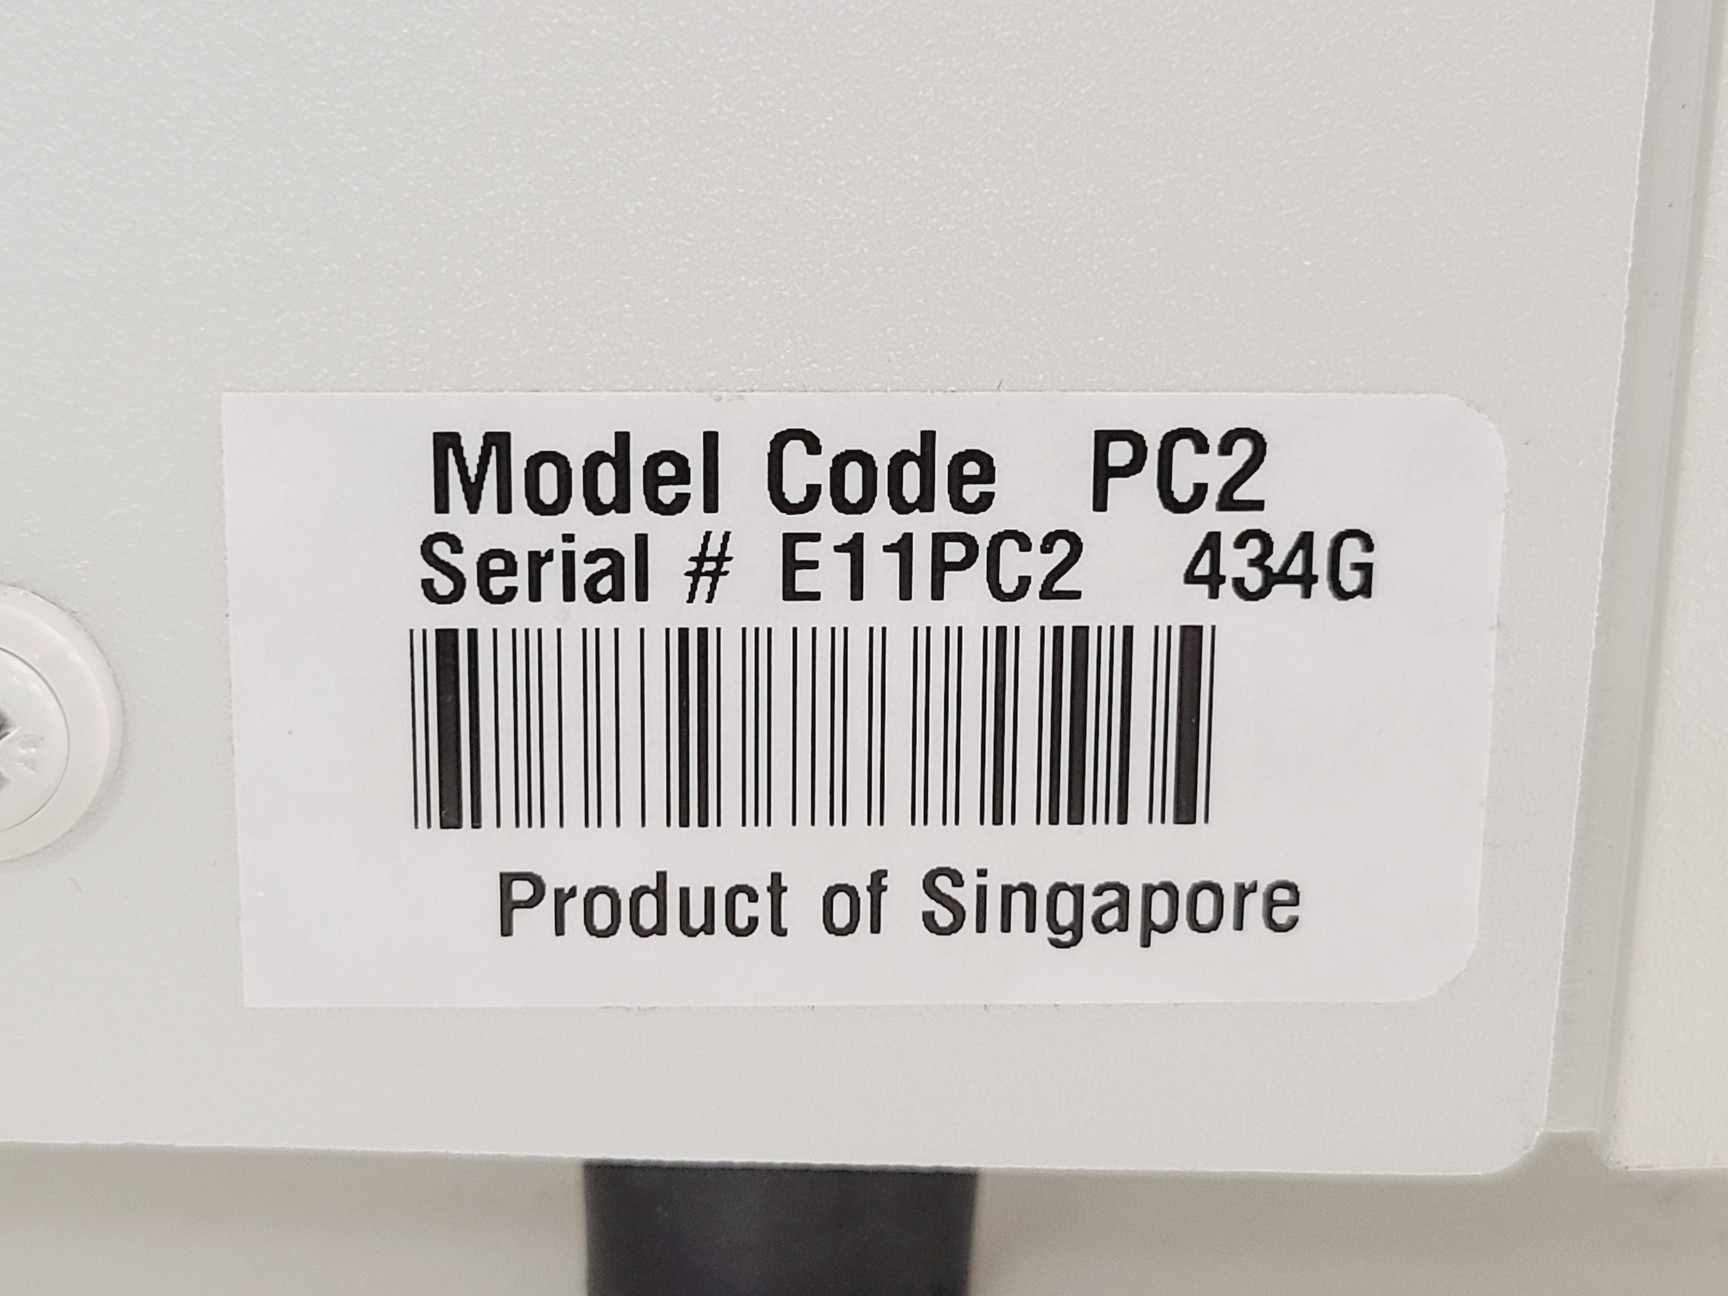 Model Code PC2
Serial # E11PC2 434G
Product of Singapore